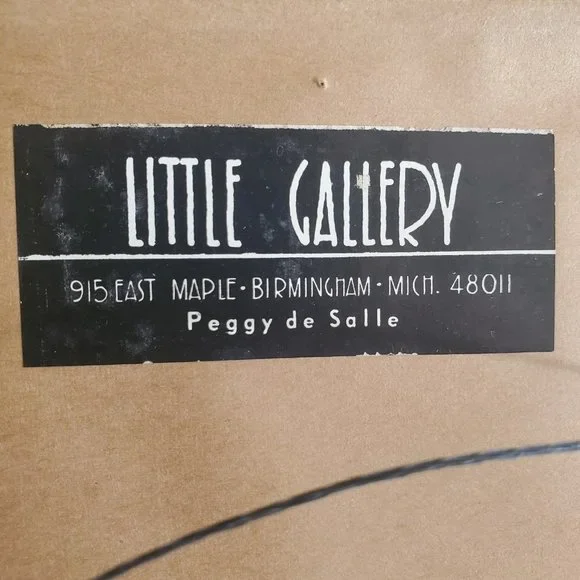 LITTLE GALLERY
915 EAST MAPLE · BIRMINGHAM · MICH. 48011
Peggy de Salle